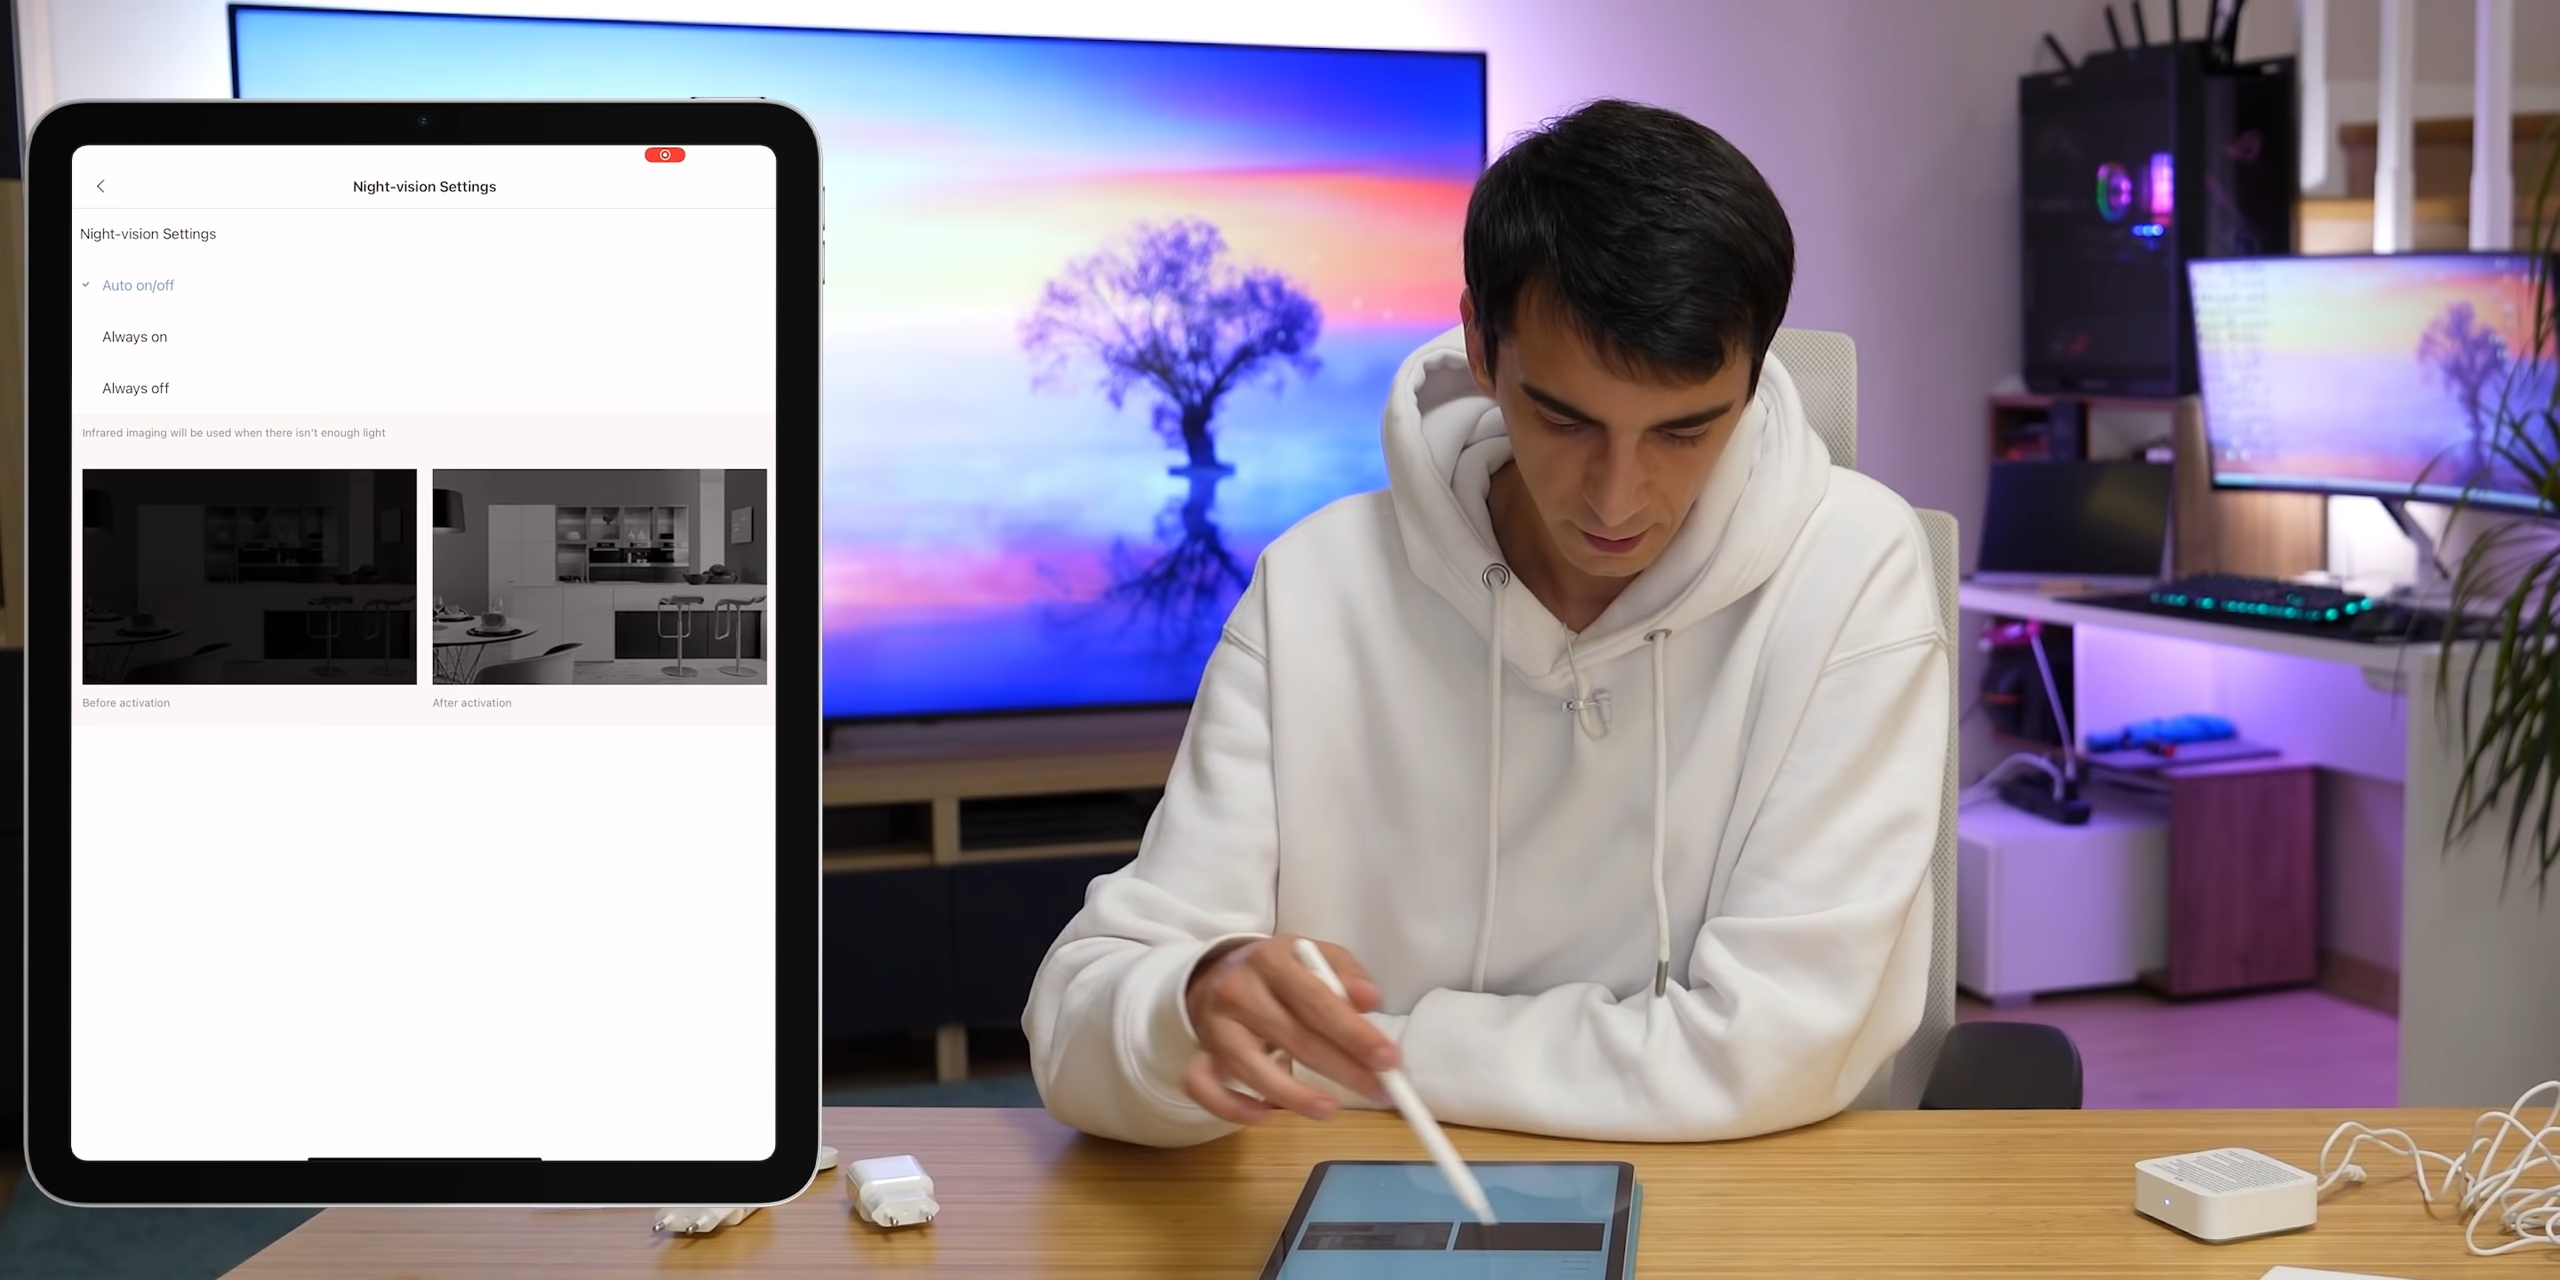 Night-vision Settings
Night-vision Settings
Auto on/off
Always on
Always off
Infrared imaging will be used when there isn't enough light
Before activation
After activation